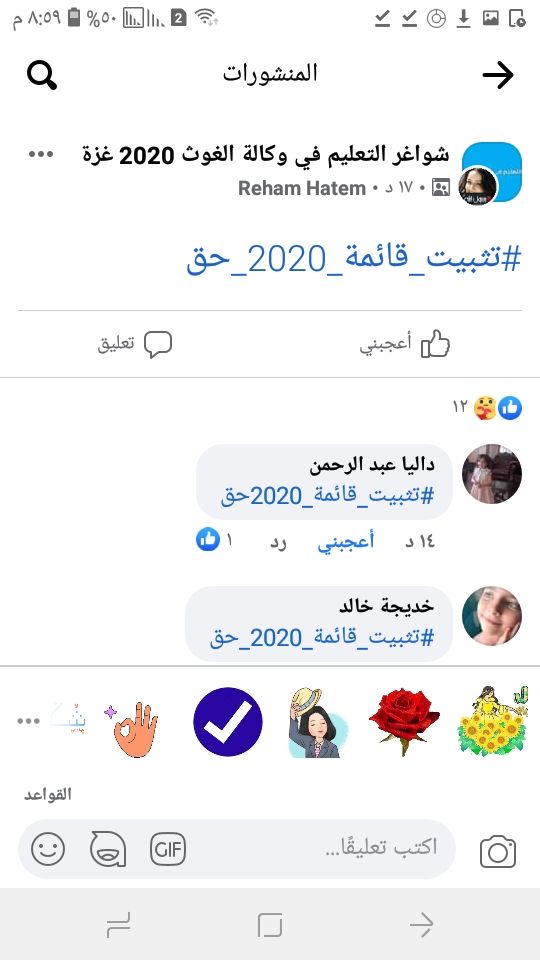 ٨:٥٩ م
%٥٠
2
المنشورات
شواغر التعليم في وكالة الغوث 2020 غزة
Reham Hatem • ١٧ د •
#تثبيت_قائمة_2020_حق
أعجبني
تعليق
١٢
داليا عبد الرحمن
#تثبيت_قائمة_2020حق
١٤ د
أعجبني
رد
١
خديجة خالد
#تثبيت_قائمة_2020_حق
القواعد
اكتب تعليقًا...
GIF